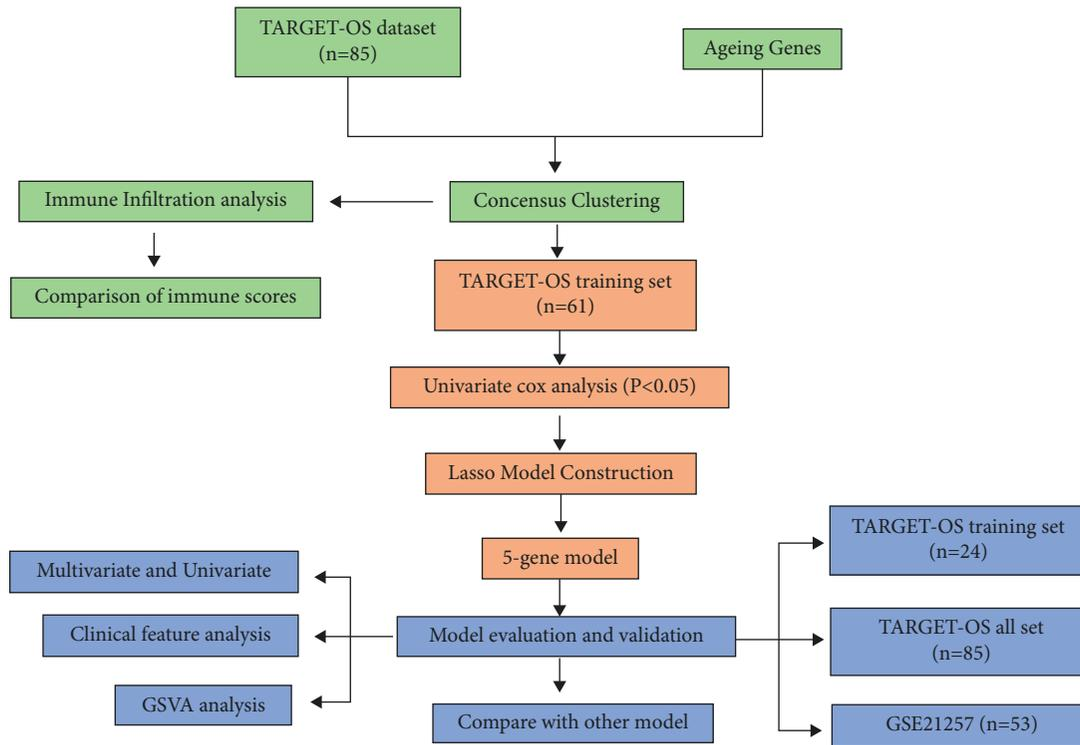 TARGET-OS dataset
(n=85)
Ageing Genes
Immune Infiltration analysis
Concensus Clustering
Comparison of immune scores
TARGET-OS training set
(n=61)
Univariate cox analysis (P<0.05)
Lasso Model Construction
5-gene model
Multivariate and Univariate
Clinical feature analysis
GSVA analysis
Model evaluation and validation
Compare with other model
TARGET-OS training set
(n=24)
TARGET-OS all set
(n=85)
GSE21257 (n=53)